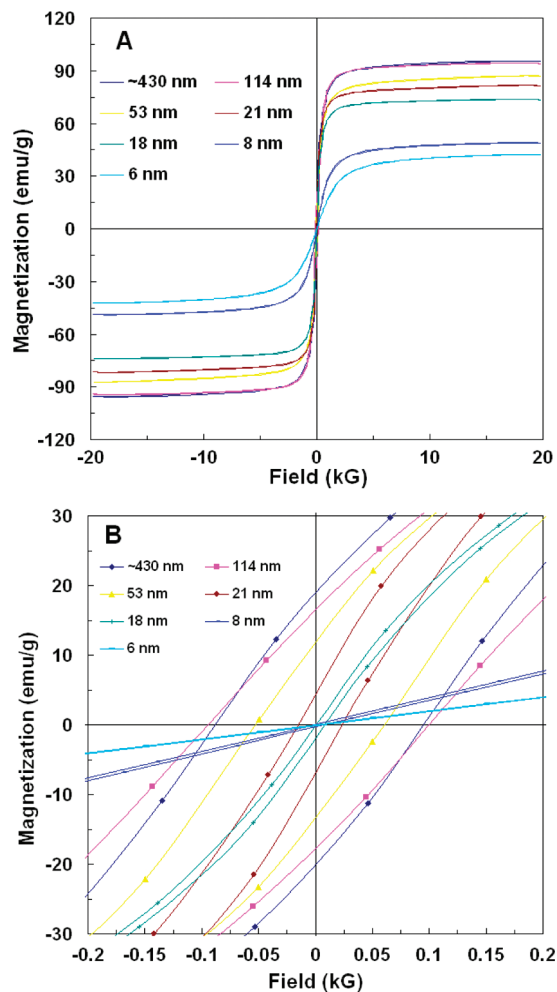 A
~430 nm 114 nm
53 nm 21 nm
18 nm 8 nm
6 nm
120
90
60
30
0
-30
-60
-90
-120
Magnetization (emu/g)
-20 -10 0 10 20
Field (kG)
B
~430 nm 114 nm
53 nm 21 nm
18 nm 8 nm
6 nm
30
20
10
0
-10
-20
-30
Magnetization (emu/g)
-0.2 -0.15 -0.1 -0.05 0 0.05 0.1 0.15 0.2
Field (kG)